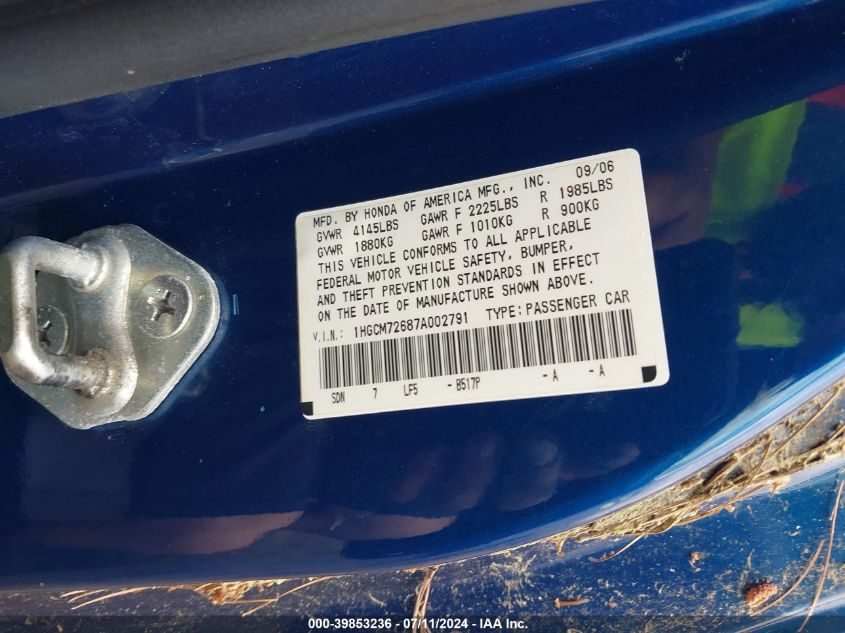 MFD. BY HONDA OF AMERICA MFG., INC. 09/06
GVWR 4145LBS GAWR F 2225LBS R 1985LBS
GVWR 1880KG GAWR F 1010KG R 900KG
THIS VEHICLE CONFORMS TO ALL APPLICABLE
FEDERAL MOTOR VEHICLE SAFETY, BUMPER,
AND THEFT PREVENTION STANDARDS IN EFFECT
ON THE DATE OF MANUFACTURE SHOWN ABOVE.
V.I.N.: 1HGCM72687A002791 TYPE: PASSENGER CAR
SDN 7 LF5 -B517P -A -A
000-39853236 - 07/11/2024 - IAA Inc.